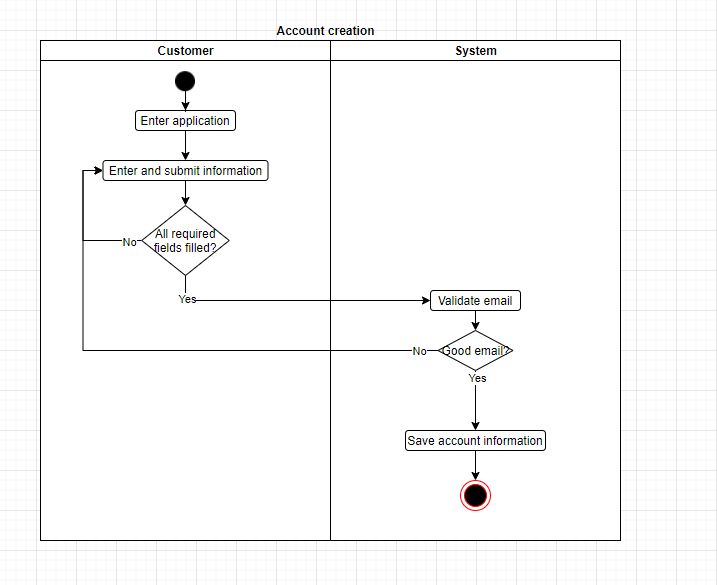 Account creation
Customer
System
Enter application
Enter and submit information
All required
fields filled?
No
Yes
Validate email
Good email?
No
Yes
Save account information